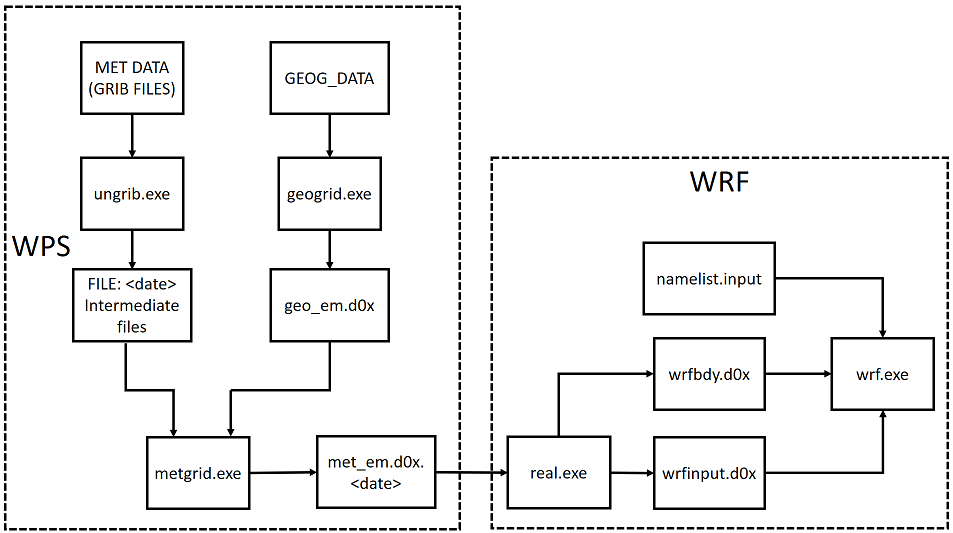 MET DATA
(GRIB FILES)
GEOG_DATA
ungrib.exe
geogrid.exe
WPS
FILE: <date>
Intermediate
files
geo_em.d0x
metgrid.exe
met_em.d0x.
<date>
WRF
namelist.input
wrfbdy.d0x
wrf.exe
real.exe
wrfinput.d0x